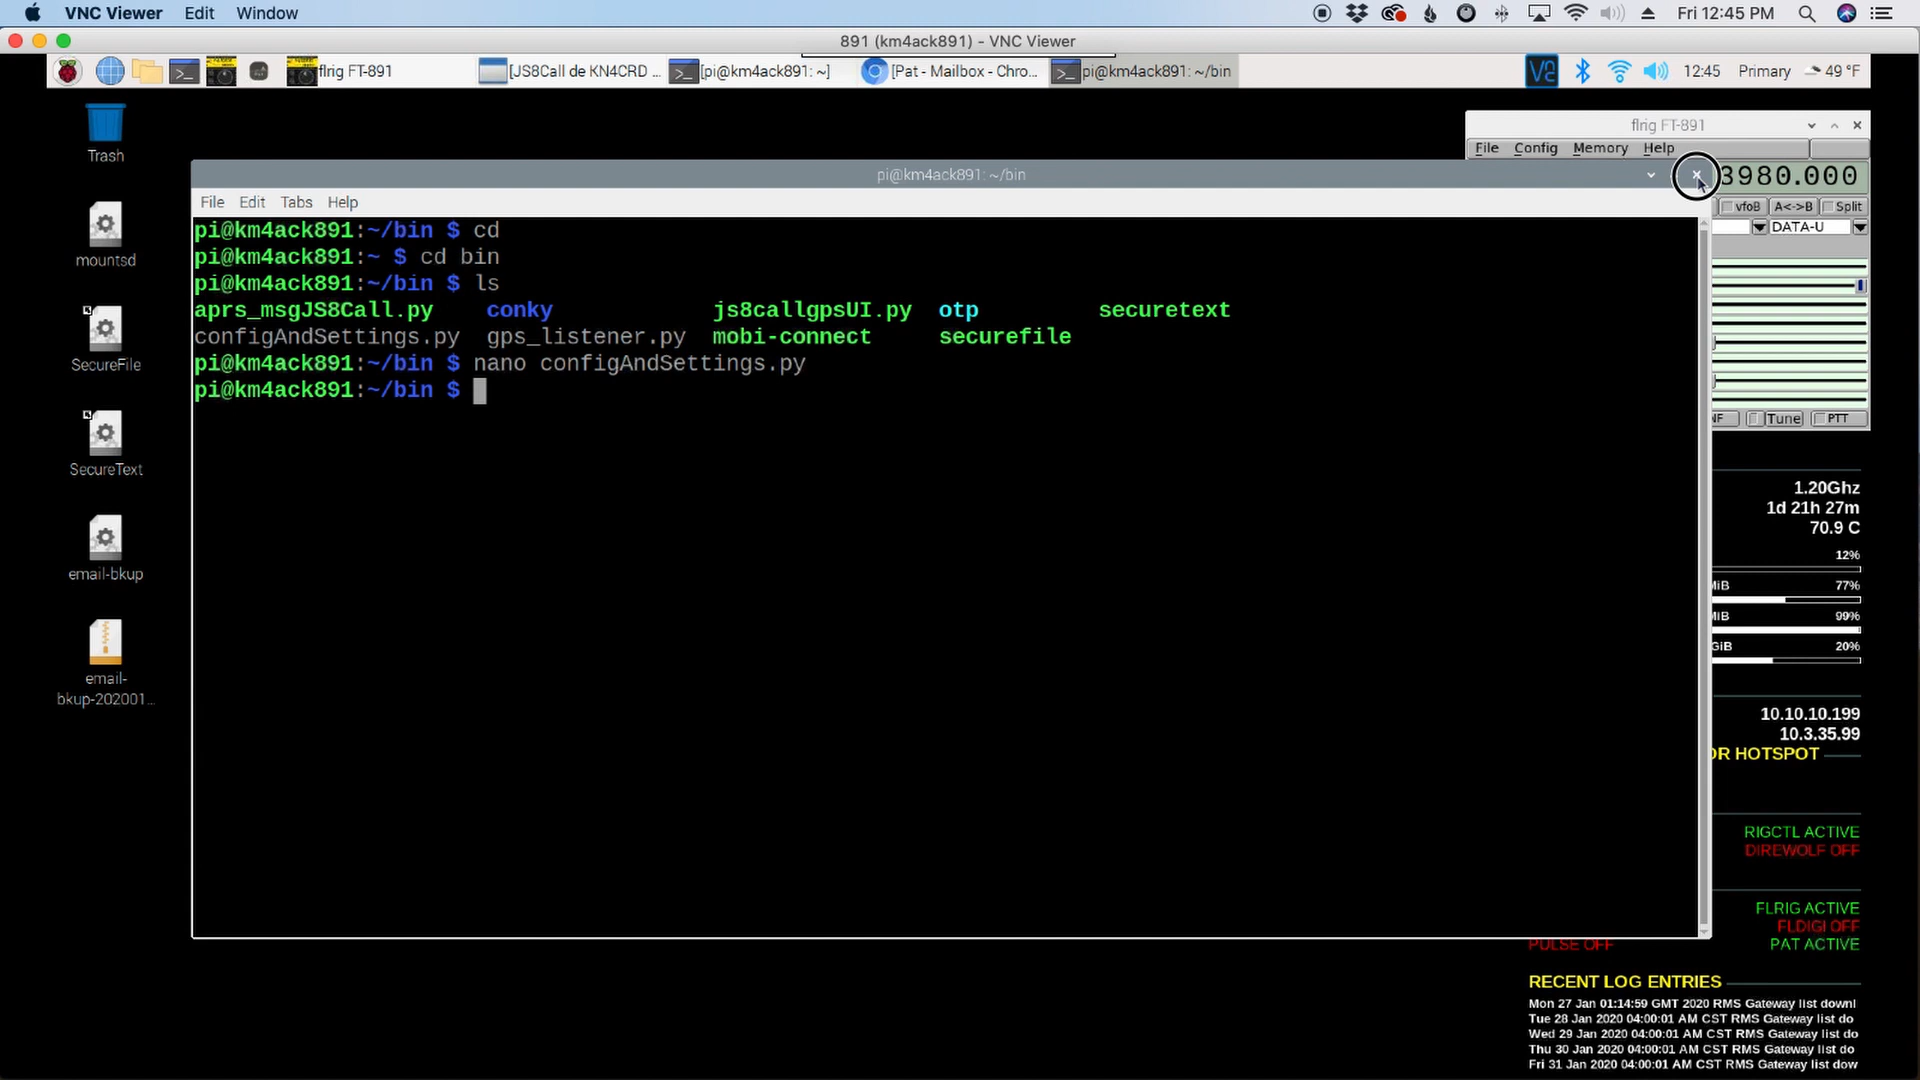 VNC Viewer Edit Window Fri 12:45 PM
891 (km4ack891) - VNC Viewer
flrig FT-891 [JS8Call de KN4CRD ... [pi@km4ack891: ~] [Pat - Mailbox - Chro... pi@km4ack891: ~/bin 12:45 Primary 49 °F
Trash
mountsd
SecureFile
SecureText
email-bkup
email-
bkup-202001...
flrig FT-891
File Config Memory Help
3980.000
vfoB A<->B Split
DATA-U
NF Tune PTT
pi@km4ack891: ~/bin
File Edit Tabs Help
pi@km4ack891:~/bin $ cd
pi@km4ack891:~ $ cd bin
pi@km4ack891:~/bin $ ls
aprs_msgJS8Call.py conky js8callgpsUI.py otp securetext
configAndSettings.py gps_listener.py mobi-connect securefile
pi@km4ack891:~/bin $ nano configAndSettings.py
pi@km4ack891:~/bin $
1.20Ghz
1d 21h 27m
70.9 C
12%
MiB 77%
MiB 99%
GiB 20%
10.10.10.199
10.3.35.99
OR HOTSPOT
RIGCTL ACTIVE
DIREWOLF OFF
FLRIG ACTIVE
FLDIGI OFF
PULSE OFF PAT ACTIVE
RECENT LOG ENTRIES
Mon 27 Jan 01:14:59 GMT 2020 RMS Gateway list downl
Tue 28 Jan 2020 04:00:01 AM CST RMS Gateway list do
Wed 29 Jan 2020 04:00:01 AM CST RMS Gateway list do
Thu 30 Jan 2020 04:00:01 AM CST RMS Gateway list do
Fri 31 Jan 2020 04:00:01 AM CST RMS Gateway list dow